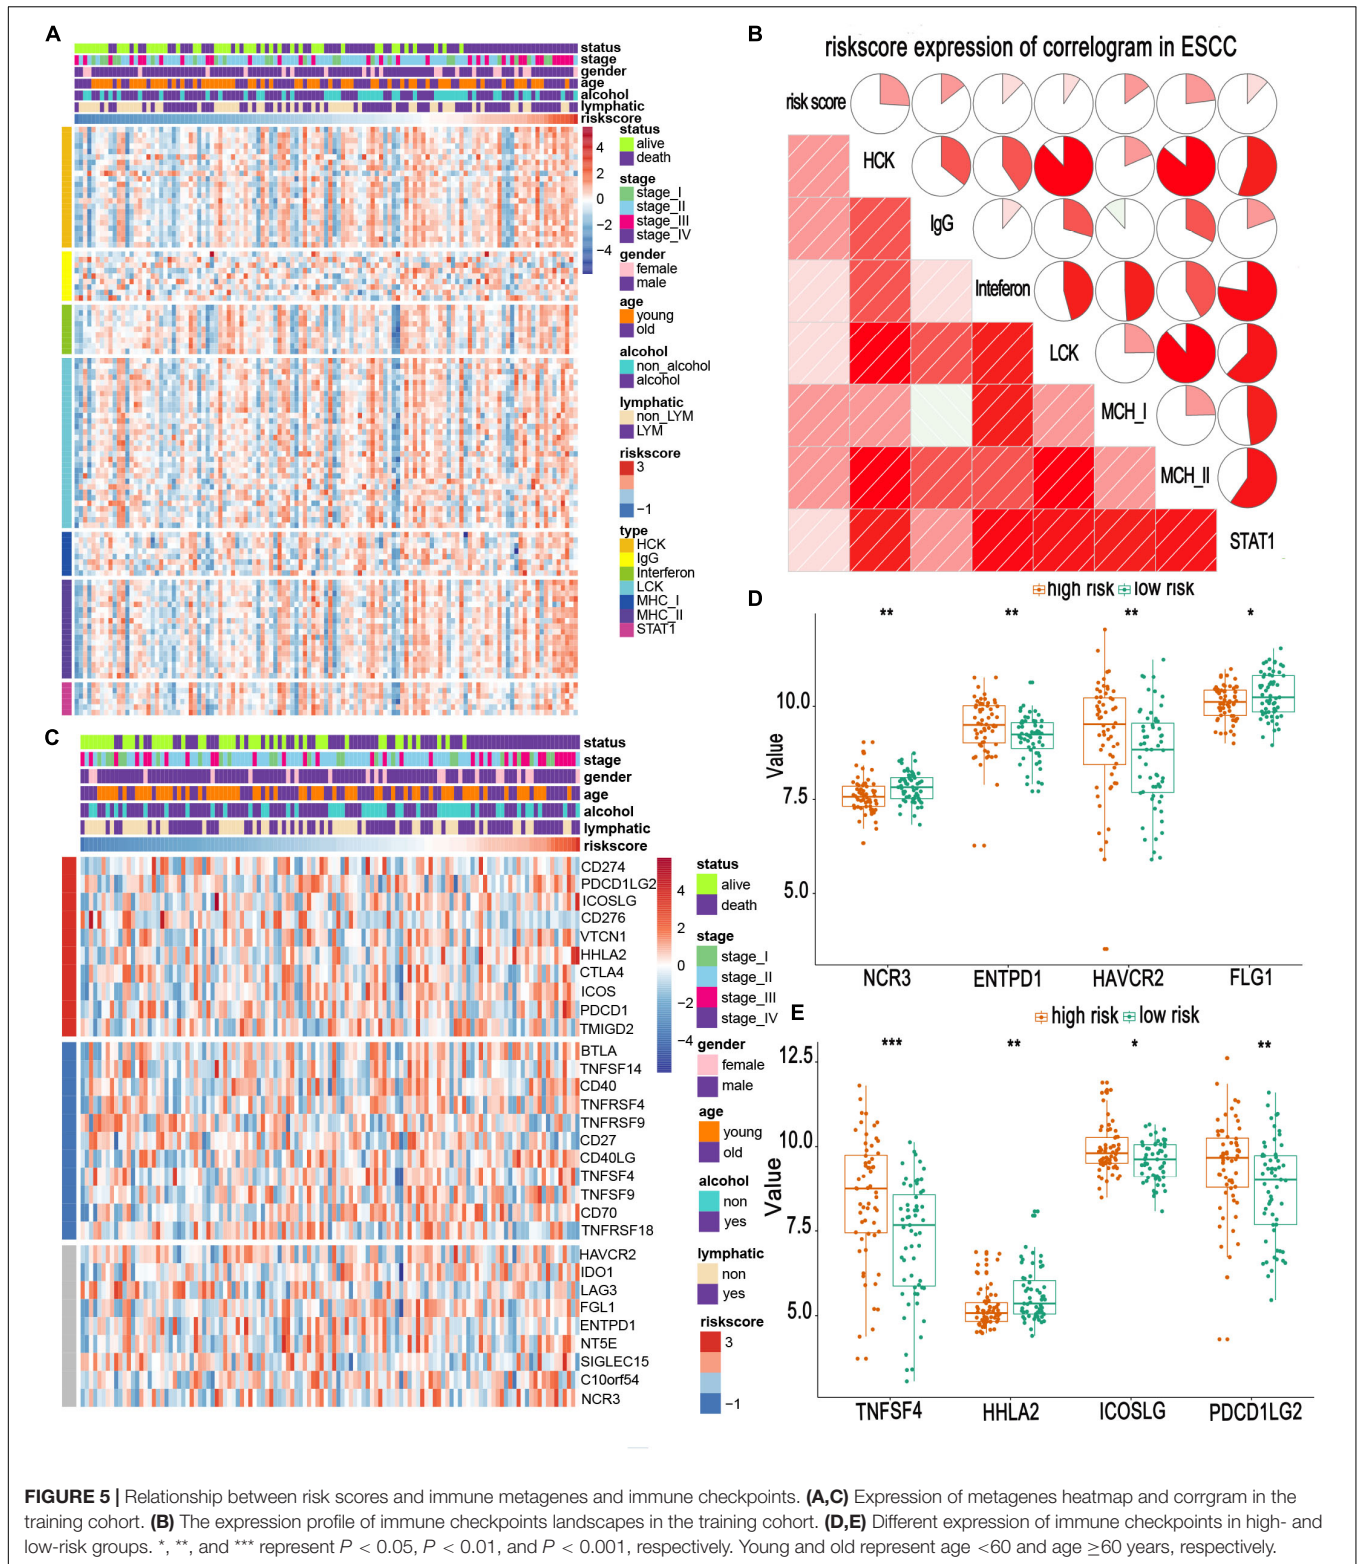 A
status
stage
gender
age
alcohol
lymphatic
riskscore
status
alive
death
stage
stage_I
stage_II
stage_III
stage_IV
gender
female
male
age
young
old
alcohol
non_alcohol
alcohol
lymphatic
non_LYM
LYM
riskscore
3
−1
type
HCK
IgG
Interferon
LCK
MHC_I
MHC_II
STAT1
4
2
0
−2
−4
B
riskscore expression of correlogram in ESCC
risk score
HCK
IgG
Inteferon
LCK
MCH_I
MCH_II
STAT1
C
status
stage
gender
age
alcohol
lymphatic
riskscore
CD274
PDCD1LG2
ICOSLG
CD276
VTCN1
HHLA2
CTLA4
ICOS
PDCD1
TMIGD2
BTLA
TNFSF14
CD40
TNFRSF4
TNFRSF9
CD27
CD40LG
TNFSF4
TNFSF9
CD70
TNFRSF18
HAVCR2
IDO1
LAG3
FGL1
ENTPD1
NT5E
SIGLEC15
C10orf54
NCR3
4
2
0
−2
−4
status
alive
death
stage
stage_I
stage_II
stage_III
stage_IV
gender
female
male
age
young
old
alcohol
non
yes
lymphatic
non
yes
riskscore
3
−1
D
high risk low risk
** ** ** *
10.0
7.5
5.0
Value
NCR3 ENTPD1 HAVCR2 FLG1
E
high risk low risk
*** ** * **
12.5
10.0
7.5
5.0
Value
TNFSF4 HHLA2 ICOSLG PDCD1LG2
FIGURE 5 | Relationship between risk scores and immune metagenes and immune checkpoints. (A,C) Expression of metagenes heatmap and corrgram in the
training cohort. (B) The expression profile of immune checkpoints landscapes in the training cohort. (D,E) Different expression of immune checkpoints in high- and
low-risk groups. *, **, and *** represent P < 0.05, P < 0.01, and P < 0.001, respectively. Young and old represent age <60 and age ≥60 years, respectively.